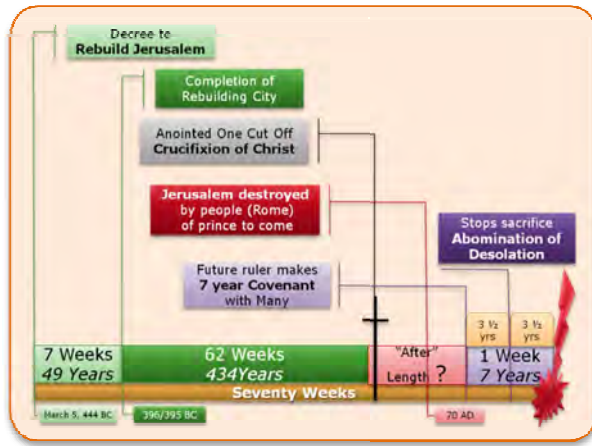 Decree to
Rebuild Jerusalem
Completion of
Rebuilding City
Anointed One Cut Off
Crucifixion of Christ
Jerusalem destroyed
by people (Rome)
of prince to come
Stops sacrifice
Abomination of
Desolation
Future ruler makes
7 year Covenant
with Many
3 ½
yrs
3 ½
yrs
7 Weeks
49 Years
62 Weeks
434Years
"After"
Length ?
1 Week
7 Years
Seventy Weeks
March 5, 444 BC
396/395 BC
70 AD